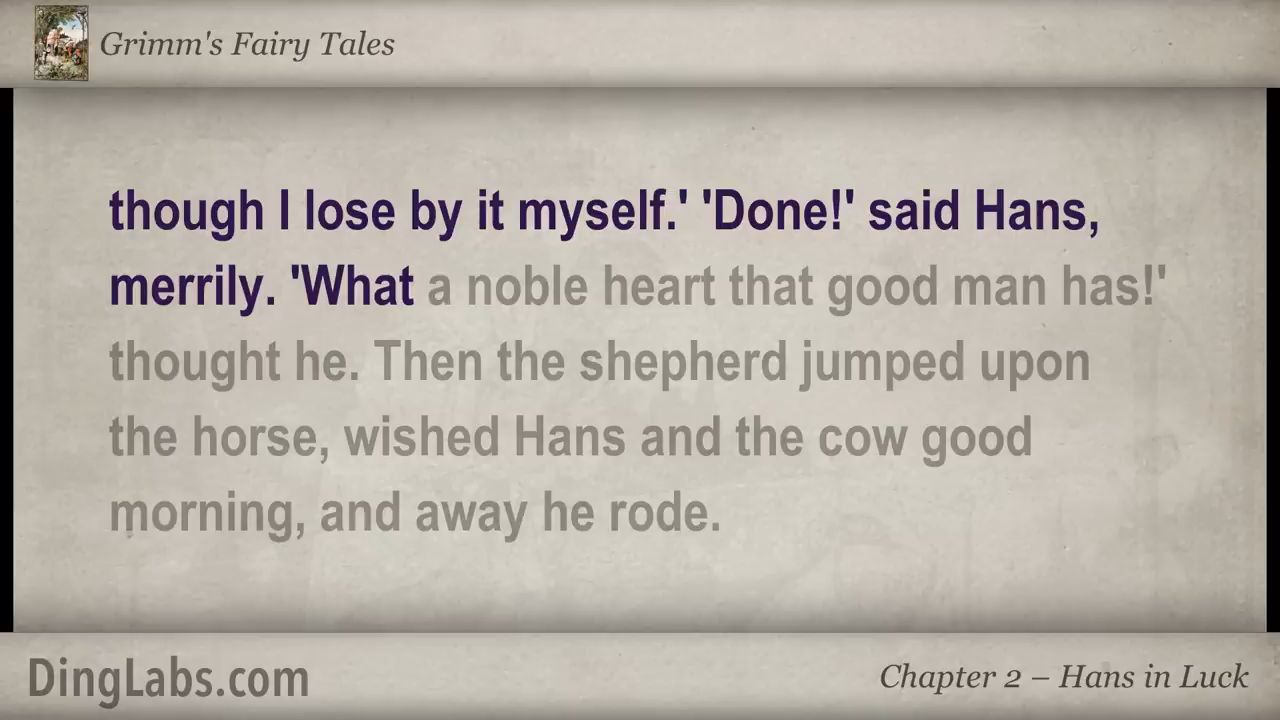 Grimm's Fairy Tales
though I lose by it myself.' 'Done!' said Hans,
merrily. 'What a noble heart that good man has!'
thought he. Then the shepherd jumped upon
the horse, wished Hans and the cow good
morning, and away he rode.
DingLabs.com
Chapter 2 – Hans in Luck